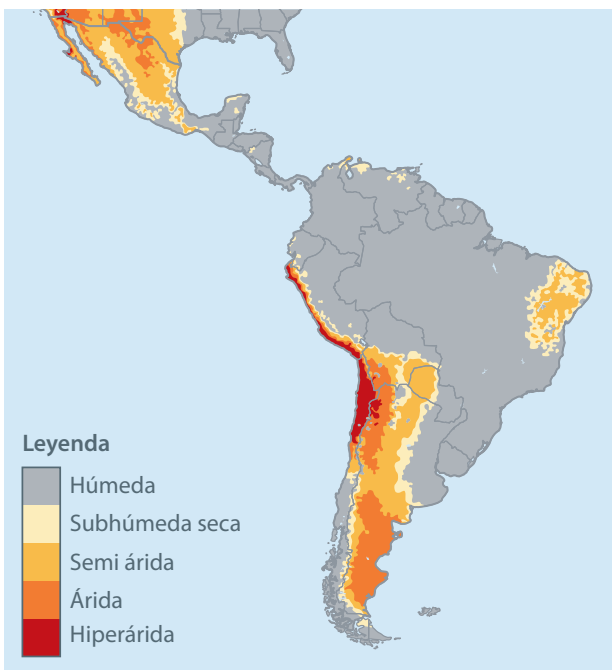 Leyenda
Húmeda
Subhúmeda seca
Semi árida
Árida
Hiperárida